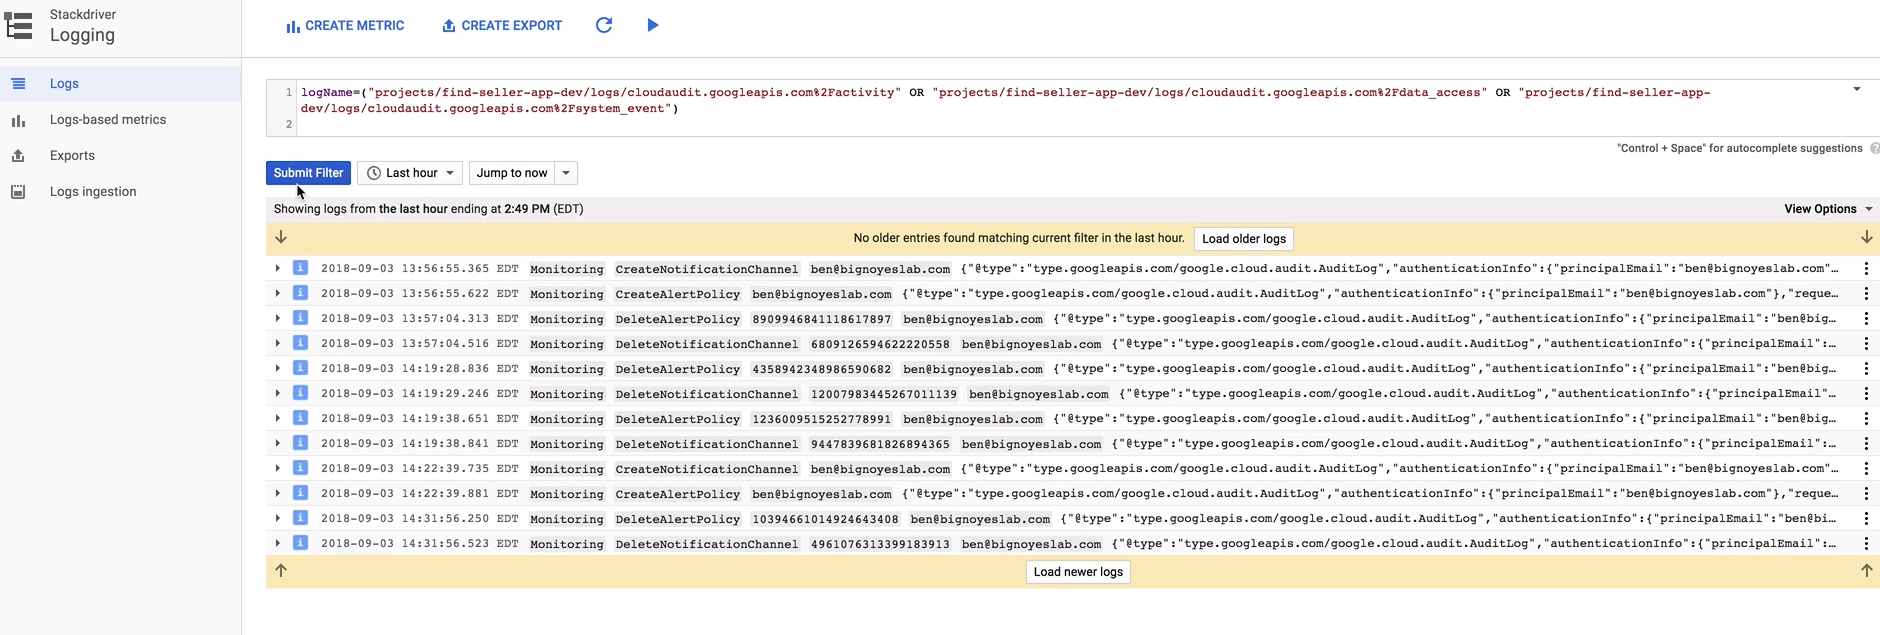 Stackdriver
Logging
CREATE METRIC CREATE EXPORT
Logs
Logs-based metrics
Exports
Logs ingestion
1 logName=("projects/find-seller-app-dev/logs/cloudaudit.googleapis.com%2Factivity" OR "projects/find-seller-app-dev/logs/cloudaudit.googleapis.com%2Fdata_access" OR "projects/find-seller-app-
dev/logs/cloudaudit.googleapis.com%2Fsystem_event")
2
"Control + Space" for autocomplete suggestions ?
Submit Filter Last hour Jump to now
Showing logs from the last hour ending at 2:49 PM (EDT) View Options
No older entries found matching current filter in the last hour. Load older logs
i 2018-09-03 13:56:55.365 EDT Monitoring CreateNotificationChannel ben@bignoyeslab.com {"@type":"type.googleapis.com/google.cloud.audit.AuditLog","authenticationInfo":{"principalEmail":"ben@bignoyeslab.com"…
i 2018-09-03 13:56:55.622 EDT Monitoring CreateAlertPolicy ben@bignoyeslab.com {"@type":"type.googleapis.com/google.cloud.audit.AuditLog","authenticationInfo":{"principalEmail":"ben@bignoyeslab.com"},"reque…
i 2018-09-03 13:57:04.313 EDT Monitoring DeleteAlertPolicy 8909946841118617897 ben@bignoyeslab.com {"@type":"type.googleapis.com/google.cloud.audit.AuditLog","authenticationInfo":{"principalEmail":"ben@big…
i 2018-09-03 13:57:04.516 EDT Monitoring DeleteNotificationChannel 6809126594622220558 ben@bignoyeslab.com {"@type":"type.googleapis.com/google.cloud.audit.AuditLog","authenticationInfo":{"principalEmail":…
i 2018-09-03 14:19:28.836 EDT Monitoring DeleteAlertPolicy 4358942348986590682 ben@bignoyeslab.com {"@type":"type.googleapis.com/google.cloud.audit.AuditLog","authenticationInfo":{"principalEmail":"ben@big…
i 2018-09-03 14:19:29.246 EDT Monitoring DeleteNotificationChannel 12007983445267011139 ben@bignoyeslab.com {"@type":"type.googleapis.com/google.cloud.audit.AuditLog","authenticationInfo":{"principalEmail"…
i 2018-09-03 14:19:38.651 EDT Monitoring DeleteAlertPolicy 1236009515252778991 ben@bignoyeslab.com {"@type":"type.googleapis.com/google.cloud.audit.AuditLog","authenticationInfo":{"principalEmail":"ben@big…
i 2018-09-03 14:19:38.841 EDT Monitoring DeleteNotificationChannel 9447839681826894365 ben@bignoyeslab.com {"@type":"type.googleapis.com/google.cloud.audit.AuditLog","authenticationInfo":{"principalEmail":…
i 2018-09-03 14:22:39.735 EDT Monitoring CreateNotificationChannel ben@bignoyeslab.com {"@type":"type.googleapis.com/google.cloud.audit.AuditLog","authenticationInfo":{"principalEmail":"ben@bignoyeslab.com"…
i 2018-09-03 14:22:39.881 EDT Monitoring CreateAlertPolicy ben@bignoyeslab.com {"@type":"type.googleapis.com/google.cloud.audit.AuditLog","authenticationInfo":{"principalEmail":"ben@bignoyeslab.com"},"reque…
i 2018-09-03 14:31:56.250 EDT Monitoring DeleteAlertPolicy 10394661014924643408 ben@bignoyeslab.com {"@type":"type.googleapis.com/google.cloud.audit.AuditLog","authenticationInfo":{"principalEmail":"ben@bi…
i 2018-09-03 14:31:56.523 EDT Monitoring DeleteNotificationChannel 4961076313399183913 ben@bignoyeslab.com {"@type":"type.googleapis.com/google.cloud.audit.AuditLog","authenticationInfo":{"principalEmail":…
Load newer logs